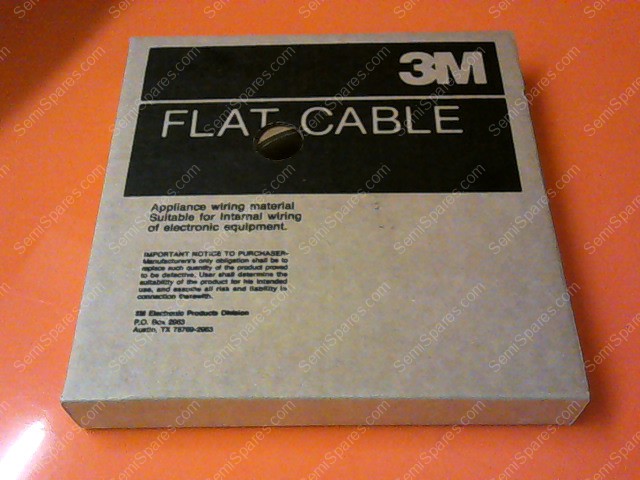 3M
FLAT CABLE
Appliance wiring material
Suitable for internal wiring
of electronic equipment.
IMPORTANT NOTICE TO PURCHASER-
Manufacturer's only obligation shall be to
replace such quantity of the product proved
to be defective. User shall determine the
suitability of the product for his intended
use, and assume all risk and liability in
connection therewith.
3M Electronic Products Division
P.O. Box 2963
Austin, TX 78769-2963
SemiSpares.com